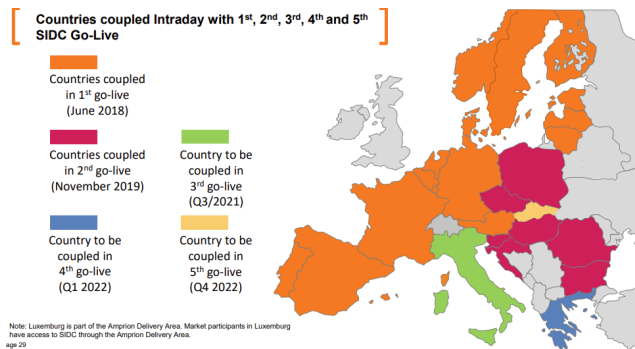 Countries coupled Intraday with 1st, 2nd, 3rd, 4th and 5th
SIDC Go-Live
Countries coupled
in 1st go-live
(June 2018)
Countries coupled
in 2nd go-live
(November 2019)
Country to be
coupled in
3rd go-live
(Q3/2021)
Country to be
coupled in
4th go-live
(Q1 2022)
Country to be
coupled in
5th go-live
(Q4 2022)
Note: Luxemburg is part of the Amprion Delivery Area. Market participants in Luxemburg
have access to SIDC through the Amprion Delivery Area.
age 29